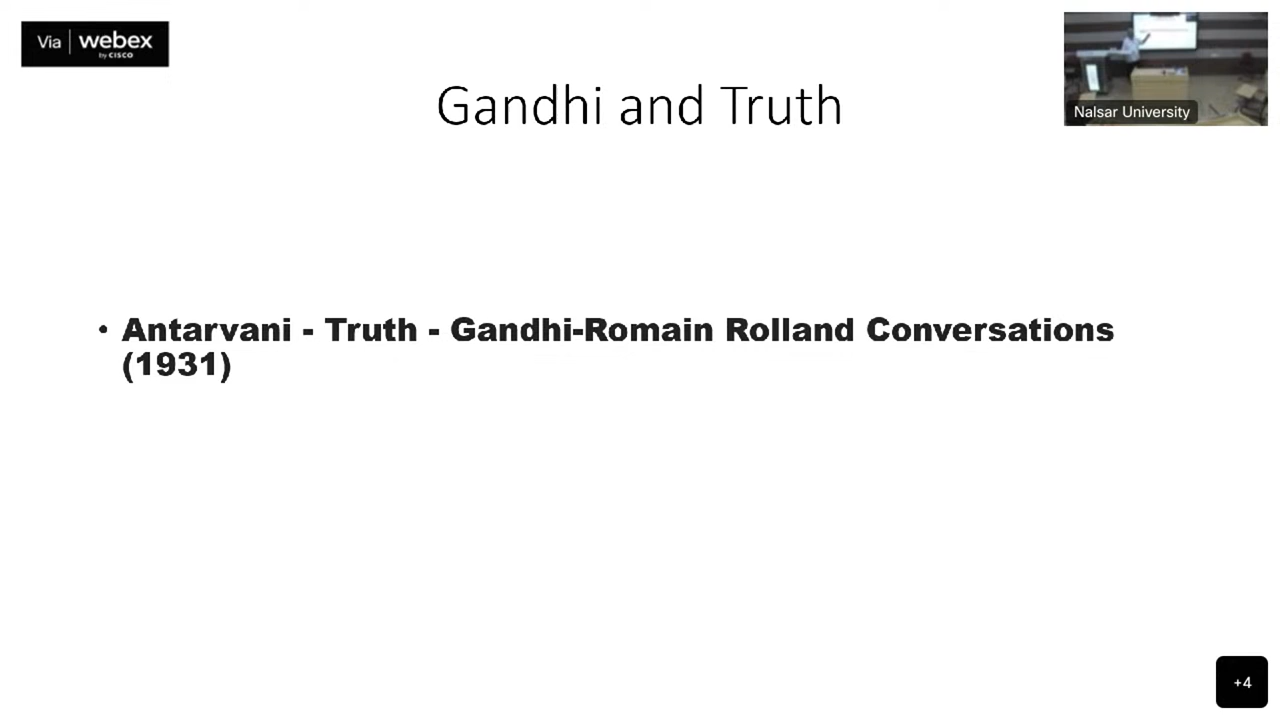 Via webex
by CISCO
Gandhi and Truth
Nalsar University
• Antarvani - Truth - Gandhi-Romain Rolland Conversations
(1931)
+4